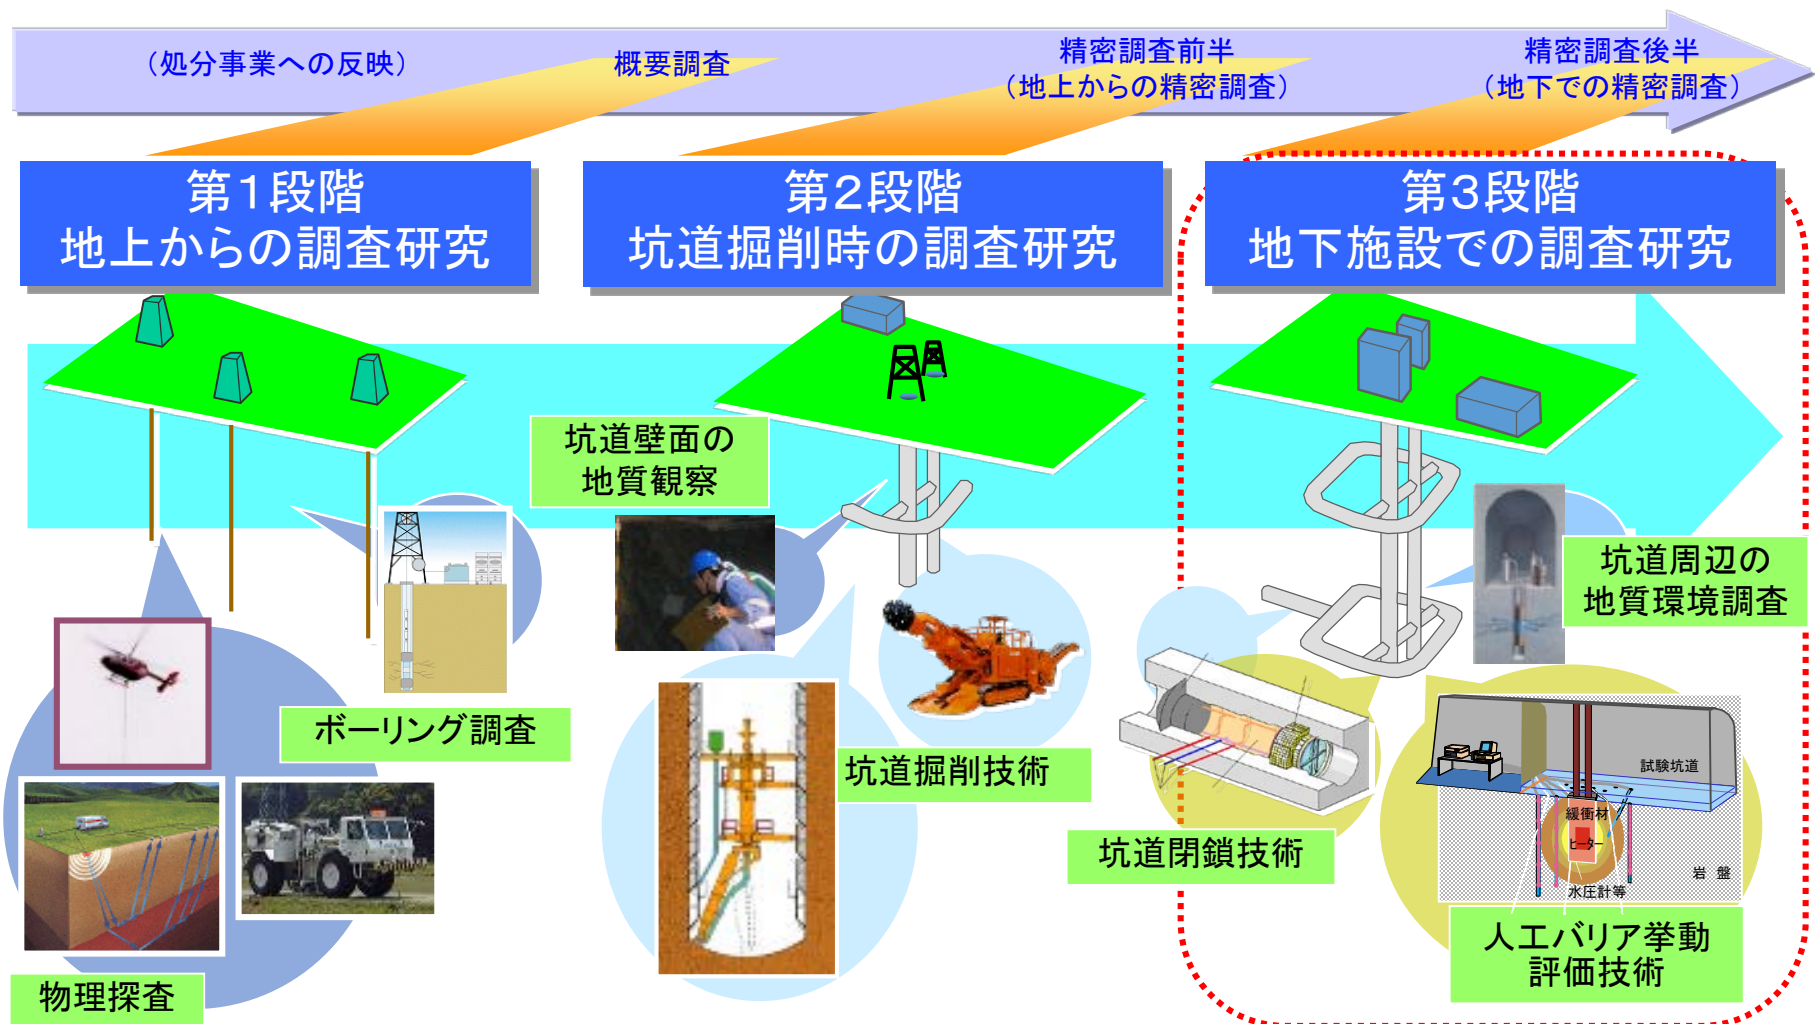 (処分事業への反映)
概要調査
精密調査前半
(地上からの精密調査)
精密調査後半
(地下での精密調査)
第1段階
地上からの調査研究
第2段階
坑道掘削時の調査研究
第3段階
地下施設での調査研究
坑道壁面の
地質観察
坑道周辺の
地質環境調査
ボーリング調査
坑道掘削技術
坑道閉鎖技術
試験坑道
緩衝材
ヒーター
岩 盤
水圧計等
人工バリア挙動
評価技術
物理探査